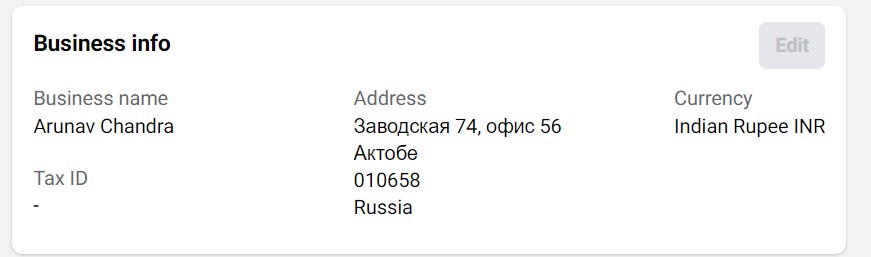 Business info
Edit
Business name
Arunav Chandra
Tax ID
-
Address
Заводская 74, офис 56
Актобе
010658
Russia
Currency
Indian Rupee INR